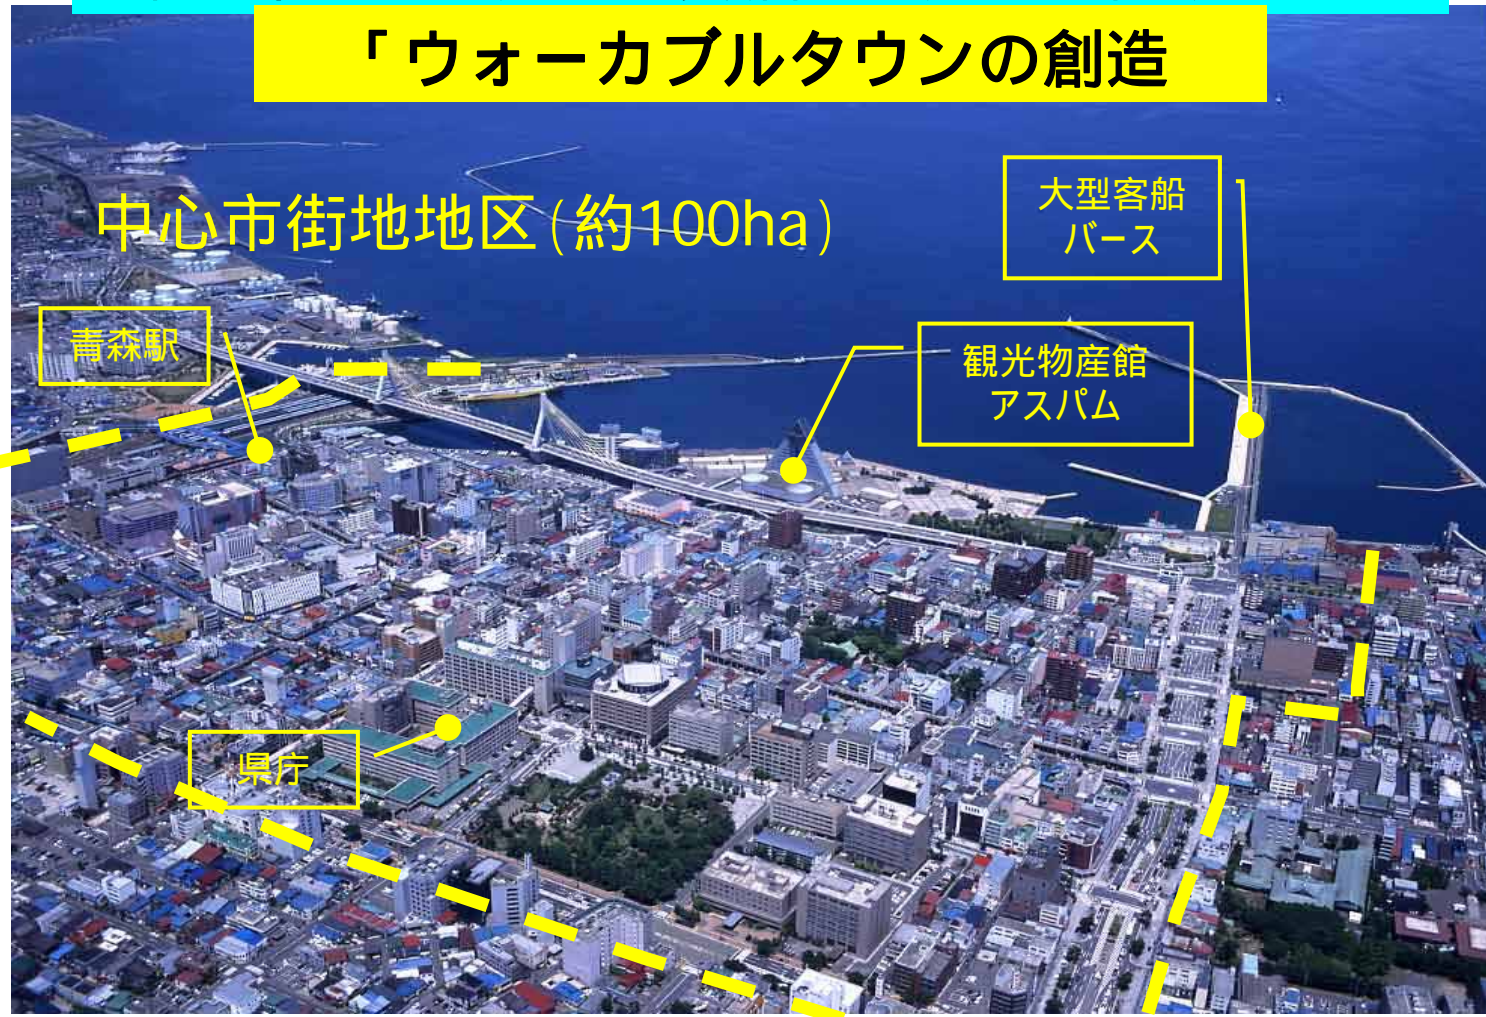 「ウォーカブルタウンの創造
中心市街地地区(約100ha)
大型客船
バース
青森駅
観光物産館
アスパム
県庁